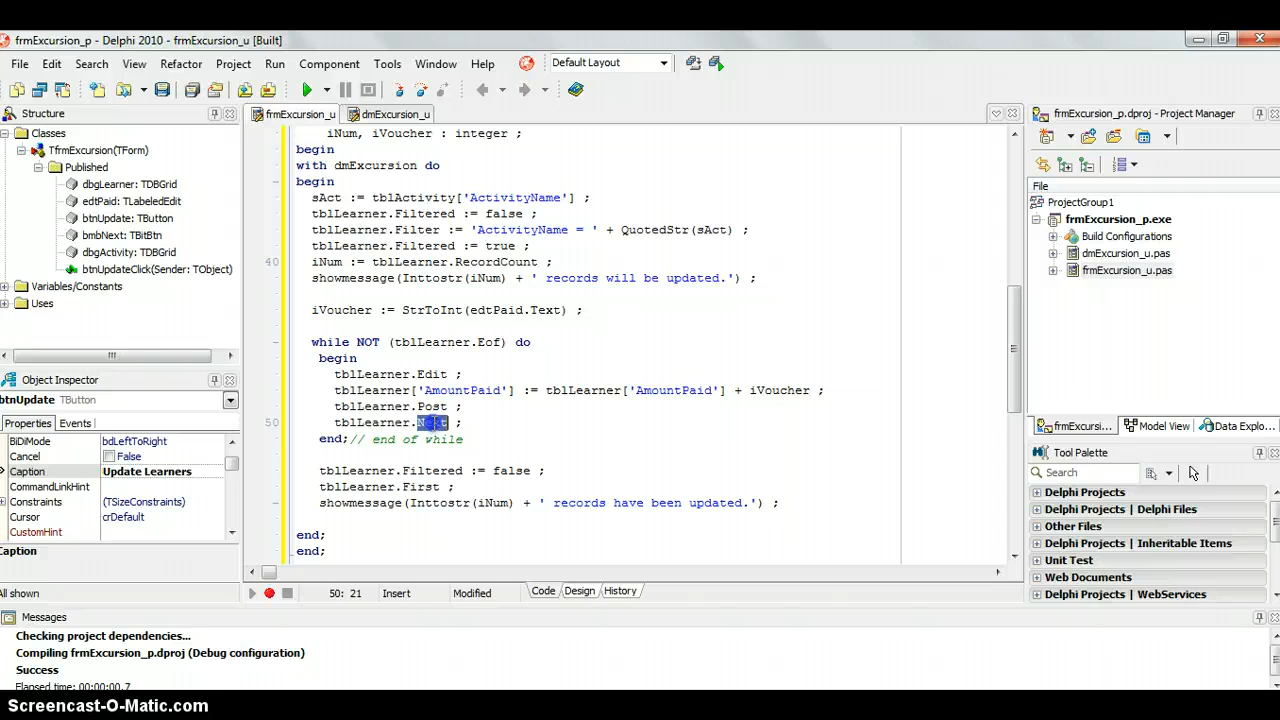 frmExcursion_p - Delphi 2010 - frmExcursion_u [Built]
File Edit Search View Refactor Project Run Component Tools Window Help Default Layout
Structure
Classes
TfrmExcursion(TForm)
Published
dbgLearner: TDBGrid
edtPaid: TLabeledEdit
btnUpdate: TButton
bmbNext: TBitBtn
dbgActivity: TDBGrid
btnUpdateClick(Sender: TObject)
Variables/Constants
Uses
Object Inspector
btnUpdate TButton
Properties Events
BiDiMode bdLeftToRight
Cancel False
Caption Update Learners
CommandLinkHint
Constraints (TSizeConstraints)
Cursor crDefault
CustomHint
Caption
All shown
frmExcursion_u dmExcursion_u
iNum, iVoucher : integer ;
begin
with dmExcursion do
begin
sAct := tblActivity['ActivityName'] ;
tblLearner.Filtered := false ;
tblLearner.Filter := 'ActivityName = ' + QuotedStr(sAct) ;
tblLearner.Filtered := true ;
40 iNum := tblLearner.RecordCount ;
showmessage(Inttostr(iNum) + ' records will be updated.') ;
iVoucher := StrToInt(edtPaid.Text) ;
while NOT (tblLearner.Eof) do
begin
tblLearner.Edit ;
tblLearner['AmountPaid'] := tblLearner['AmountPaid'] + iVoucher ;
tblLearner.Post ;
50 tblLearner.Next ;
end;// end of while
tblLearner.Filtered := false ;
tblLearner.First ;
showmessage(Inttostr(iNum) + ' records have been updated.') ;
end;
end;
50: 21 Insert Modified Code Design History
frmExcursion_p.dproj - Project Manager
File
ProjectGroup1
frmExcursion_p.exe
Build Configurations
dmExcursion_u.pas
frmExcursion_u.pas
frmExcursi... Model View Data Explo...
Tool Palette
Search
Delphi Projects
Delphi Projects | Delphi Files
Other Files
Delphi Projects | Inheritable Items
Unit Test
Web Documents
Delphi Projects | WebServices
Messages
Checking project dependencies...
Compiling frmExcursion_p.dproj (Debug configuration)
Success
Elapsed time: 00:00:00.7
Screencast-O-Matic.com